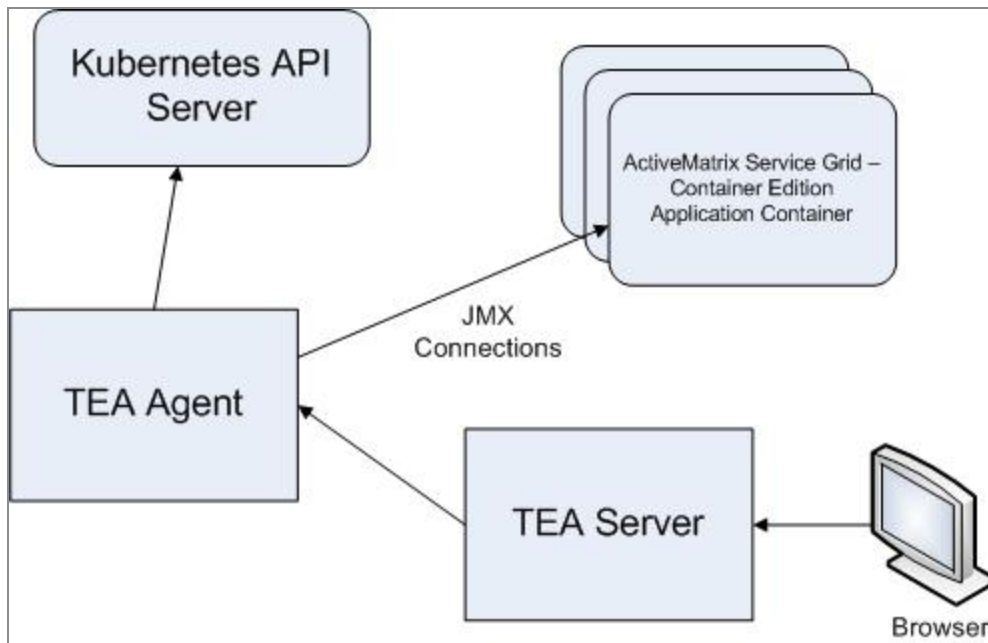 Kubernetes API
Server
ActiveMatrix Service Grid –
Container Edition
Application Container
JMX
Connections
TEA Agent
TEA Server
Browser